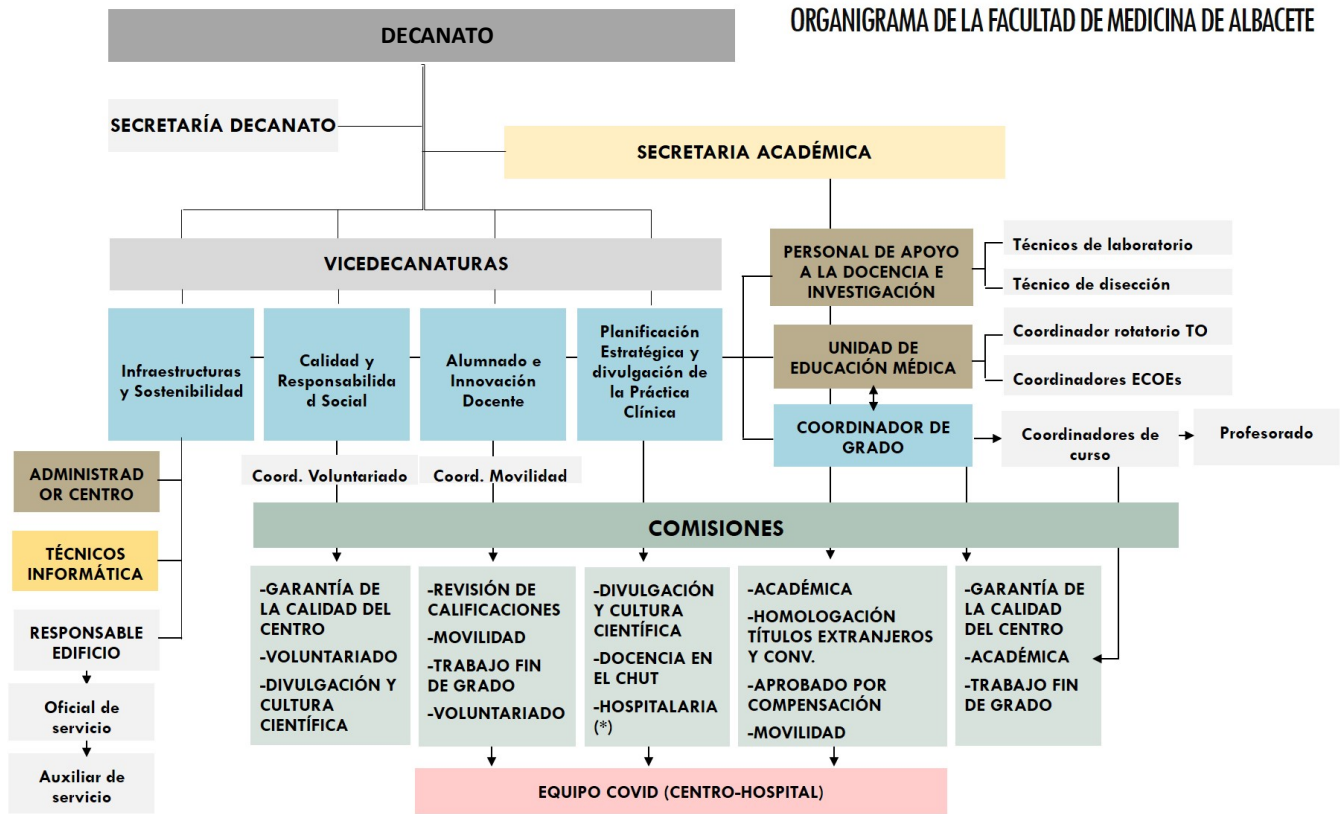 ORGANIGRAMA DE LA FACULTAD DE MEDICINA DE ALBACETE
DECANATO
SECRETARÍA DECANATO
SECRETARIA ACADÉMICA
VICEDECANATURAS
PERSONAL DE APOYO
A LA DOCENCIA E
INVESTIGACIÓN
Técnicos de laboratorio
Técnico de disección
Infraestructuras
y Sostenibilidad
Calidad y
Responsabilida
d Social
Alumnado e
Innovación
Docente
Planificación
Estratégica y
divulgación de
la Práctica
Clínica
UNIDAD DE
EDUCACIÓN MÉDICA
Coordinador rotatorio TO
Coordinadores ECOEs
COORDINADOR DE
GRADO
Coordinadores de
curso
Profesorado
ADMINISTRAD
OR CENTRO
Coord. Voluntariado
Coord. Movilidad
COMISIONES
TÉCNICOS
INFORMÁTICA
RESPONSABLE
EDIFICIO
Oficial de
servicio
Auxiliar de
servicio
-GARANTÍA DE
LA CALIDAD DEL
CENTRO
-VOLUNTARIADO
-DIVULGACIÓN Y
CULTURA
CIENTÍFICA
-REVISIÓN DE
CALIFICACIONES
-MOVILIDAD
-TRABAJO FIN
DE GRADO
-VOLUNTARIADO
-DIVULGACIÓN
Y CULTURA
CIENTÍFICA
-DOCENCIA EN
EL CHUT
-HOSPITALARIA
(*)
-ACADÉMICA
-HOMOLOGACIÓN
TÍTULOS EXTRANJEROS
Y CONV.
-APROBADO POR
COMPENSACIÓN
-MOVILIDAD
-GARANTÍA DE
LA CALIDAD
DEL CENTRO
-ACADÉMICA
-TRABAJO FIN
DE GRADO
EQUIPO COVID (CENTRO-HOSPITAL)